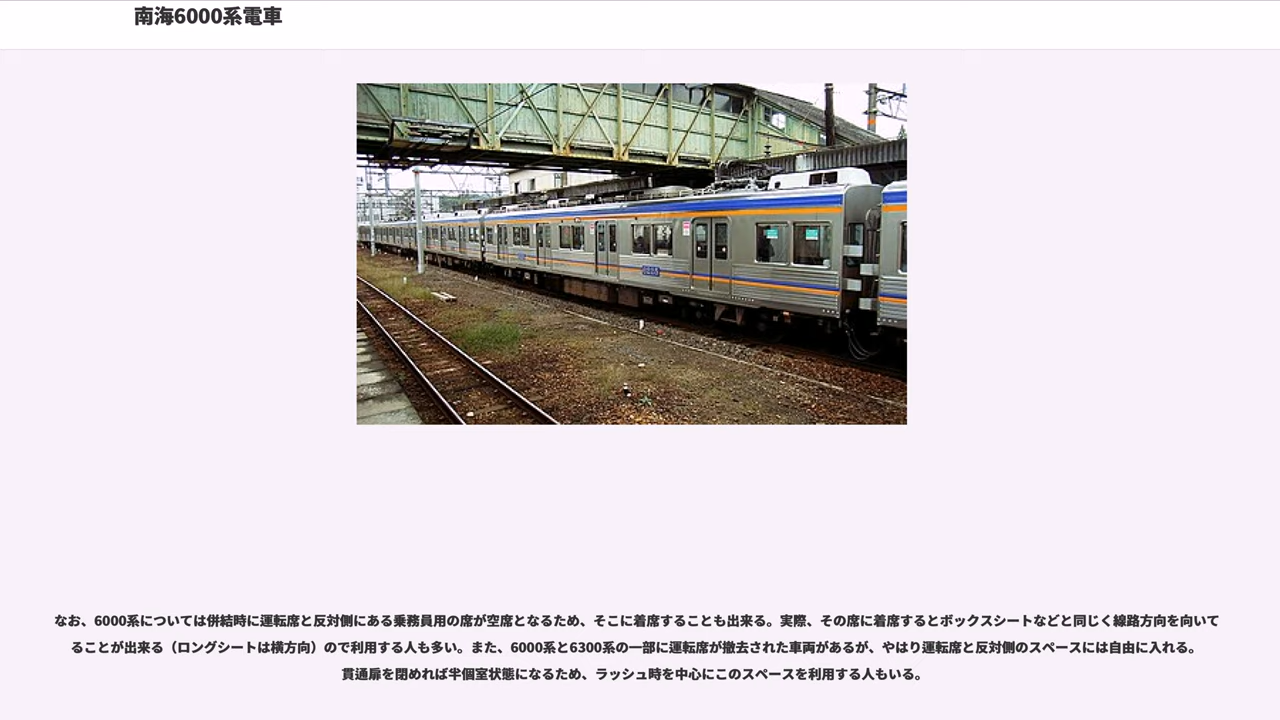 南海6000系電車
なお、6000系については併結時に運転席と反対側にある乗務員用の席が空席となるため、そこに着席することも出来る。実際、その席に着席するとボックスシートなどと同じく線路方向を向いて
ることが出来る（ロングシートは横方向）ので利用する人も多い。また、6000系と6300系の一部に運転席が撤去された車両があるが、やはり運転席と反対側のスペースには自由に入れる。
貫通扉を閉めれば半個室状態になるため、ラッシュ時を中心にこのスペースを利用する人もいる。